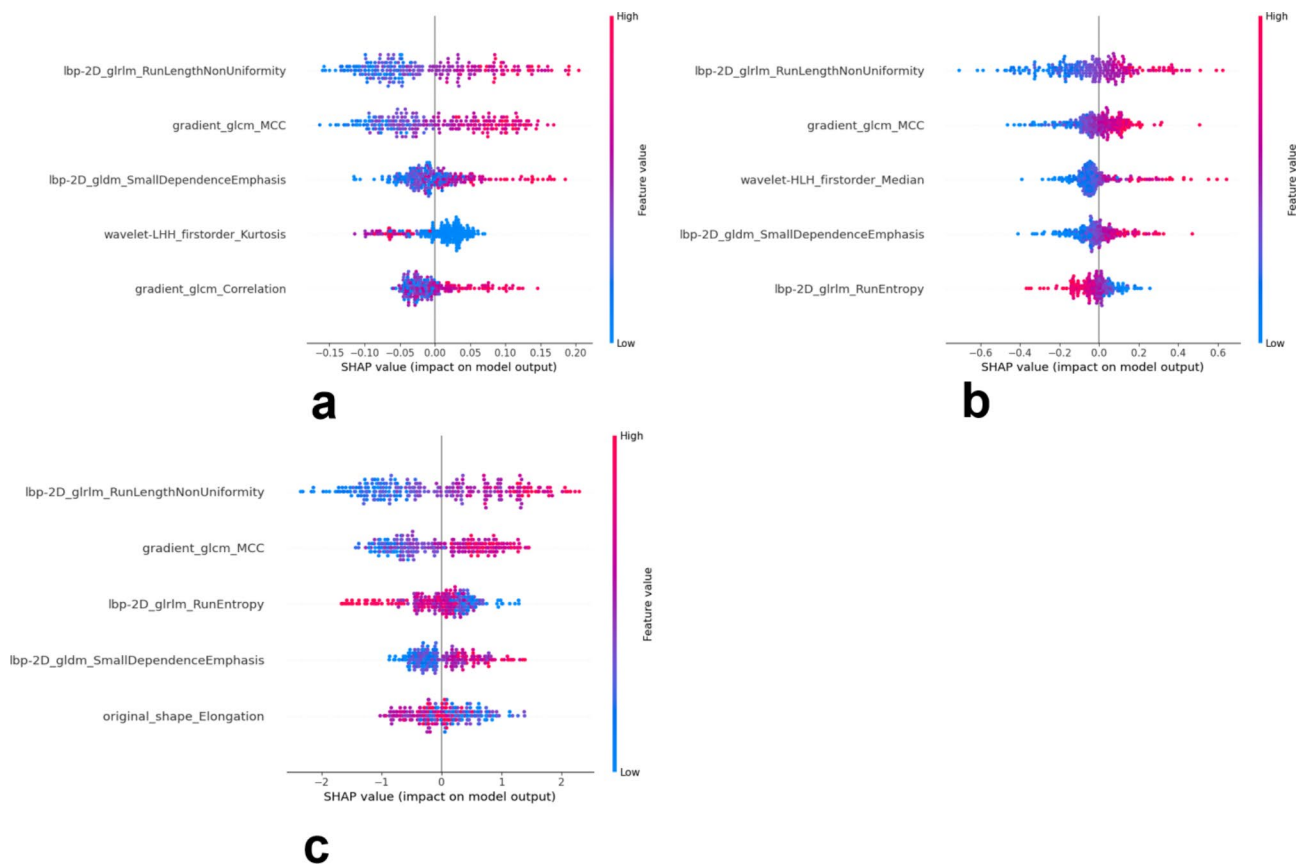 High
lbp-2D_glrlm_RunLengthNonUniformity
gradient_glcm_MCC
lbp-2D_gldm_SmallDependenceEmphasis
wavelet-LHH_firstorder_Kurtosis
gradient_glcm_Correlation
Feature value
Low
−0.15 −0.10 −0.05 0.00 0.05 0.10 0.15 0.20
SHAP value (impact on model output)
a
High
lbp-2D_glrlm_RunLengthNonUniformity
gradient_glcm_MCC
wavelet-HLH_firstorder_Median
lbp-2D_gldm_SmallDependenceEmphasis
lbp-2D_glrlm_RunEntropy
Feature value
Low
−0.6 −0.4 −0.2 0.0 0.2 0.4 0.6
SHAP value (impact on model output)
b
High
lbp-2D_glrlm_RunLengthNonUniformity
gradient_glcm_MCC
lbp-2D_glrlm_RunEntropy
lbp-2D_gldm_SmallDependenceEmphasis
original_shape_Elongation
Feature value
Low
−2 −1 0 1 2
SHAP value (impact on model output)
c